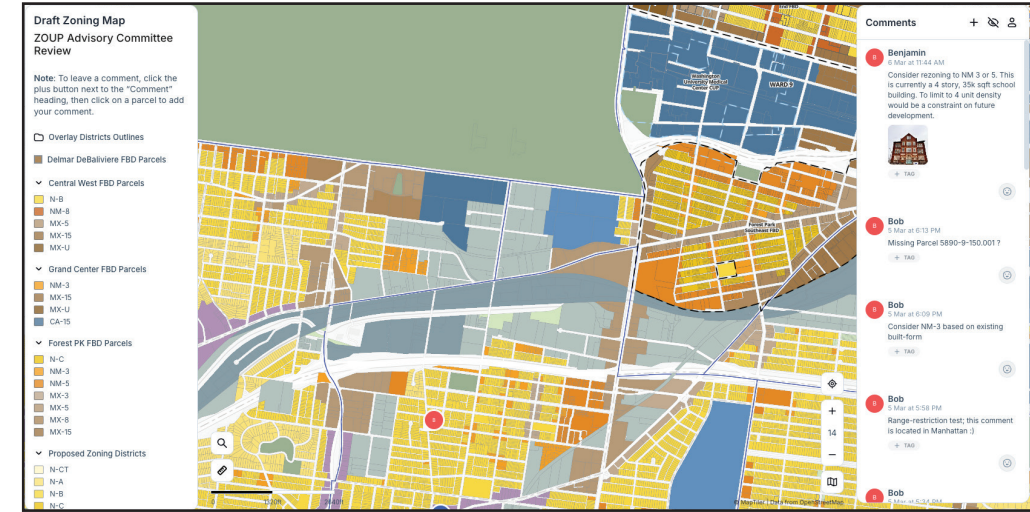 Draft Zoning Map
ZOUP Advisory Committee
Review
Note: To leave a comment, click the
plus button next to the "Comment"
heading, then click on a parcel to add
your comment.
Overlay Districts Outlines
Delmar DeBaliviere FBD Parcels
Central West FBD Parcels
N-B
NM-8
MX-5
MX-15
MX-U
Grand Center FBD Parcels
NM-3
MX-15
MX-U
CA-15
Forest PK FBD Parcels
N-C
NM-3
NM-5
MX-3
MX-5
MX-8
MX-15
Proposed Zoning Districts
N-CT
N-A
N-B
N-C
Washington
University Medical
Center CUP
WARD 9
Forest Park
Southeast FBD
B
0
1320ft
2640ft
14
© MapTiler | Data from OpenStreetMap
Comments
B
Benjamin
6 Mar at 11:44 AM
Consider rezoning to NM 3 or 5. This
is currently a 4 story, 35k sqft school
building. To limit to 4 unit density
would be a constraint on future
development.
+ TAG
B
Bob
5 Mar at 6:13 PM
Missing Parcel 5890-9-150.001 ?
+ TAG
B
Bob
5 Mar at 6:09 PM
Consider NM-3 based on existing
built-form
+ TAG
B
Bob
5 Mar at 5:58 PM
Range-restriction test; this comment
is located in Manhattan :)
+ TAG
B
Bob
5 Mar at 5:34 PM